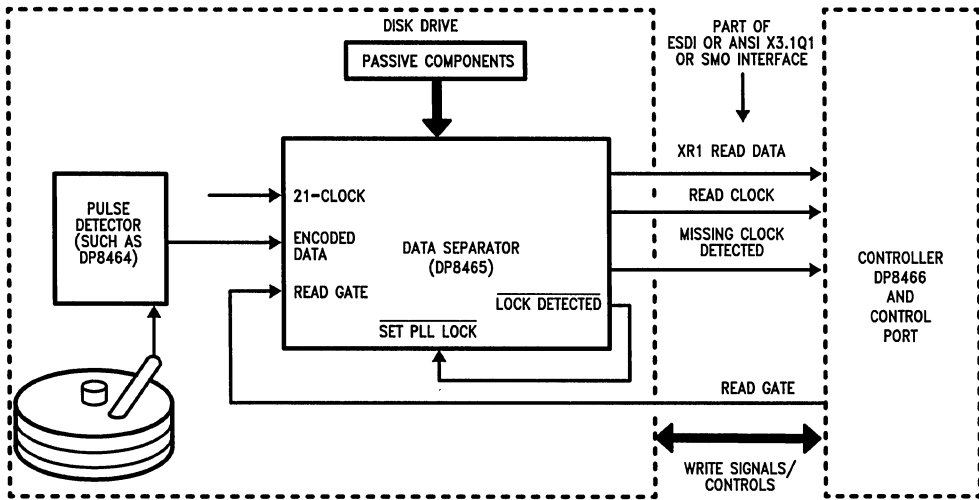 DISK DRIVE
PASSIVE COMPONENTS
PART OF
ESDI OR ANSI X3.1Q1
OR SMO INTERFACE
PULSE
DETECTOR
(SUCH AS
DP8464)
21-CLOCK
ENCODED
DATA
READ GATE
DATA SEPARATOR
(DP8465)
LOCK DETECTED
SET PLL LOCK
XR1 READ DATA
READ CLOCK
MISSING CLOCK
DETECTED
CONTROLLER
DP8466
AND
CONTROL
PORT
READ GATE
WRITE SIGNALS/
CONTROLS